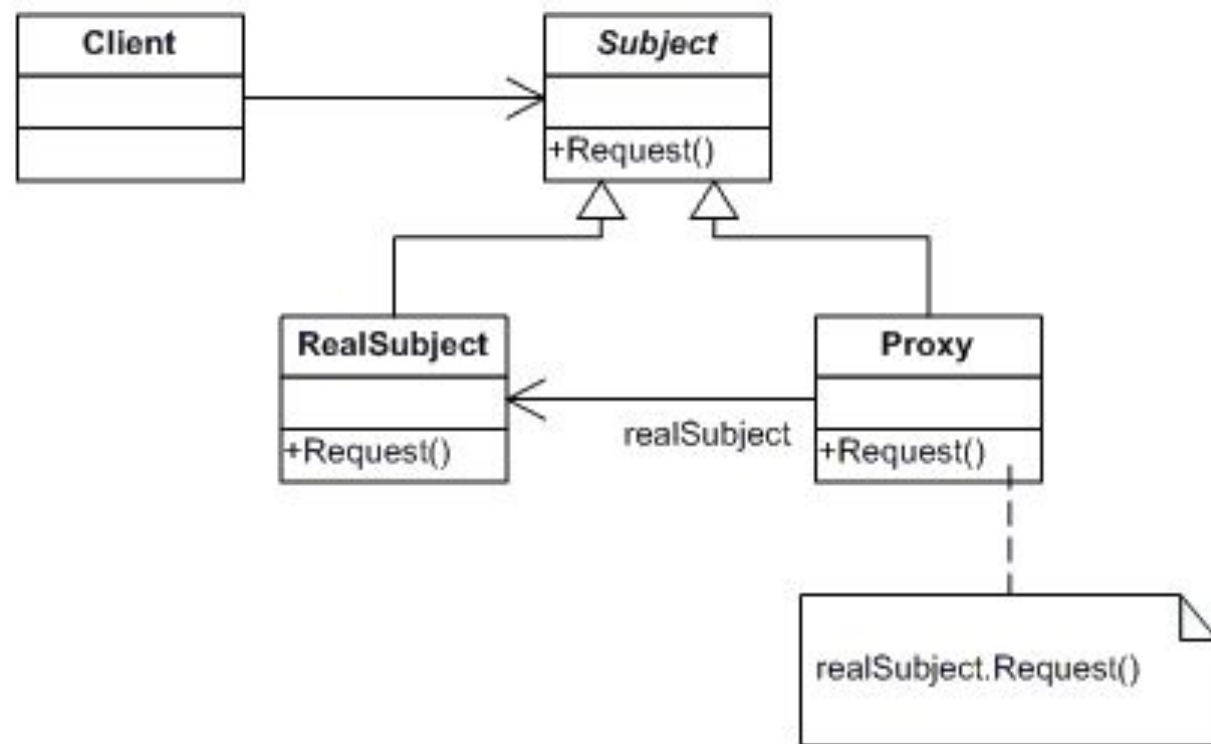 Client
Subject
+Request()
RealSubject
+Request()
realSubject
Proxy
+Request()
realSubject.Request()